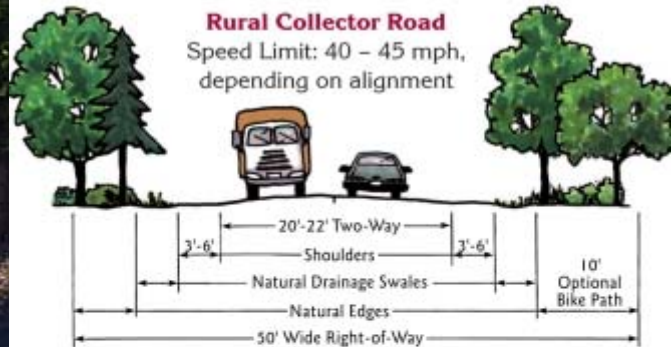 Rural Collector Road
Speed Limit: 40 – 45 mph,
depending on alignment
20'-22' Two-Way
3'-6' Shoulders 3'-6'
Natural Drainage Swales
10'
Optional
Bike Path
Natural Edges
50' Wide Right-of-Way